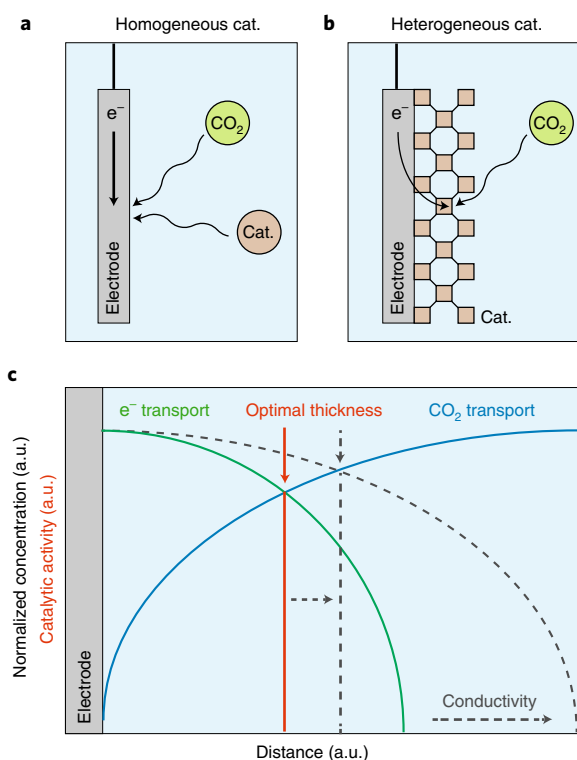 a Homogeneous cat.
b Heterogeneous cat.
e⁻
CO₂
Cat.
Electrode
e⁻
CO₂
Electrode
Cat.
c
e⁻ transport
Optimal thickness
CO₂ transport
Normalized concentration (a.u.)
Catalytic activity (a.u.)
Electrode
Conductivity
Distance (a.u.)